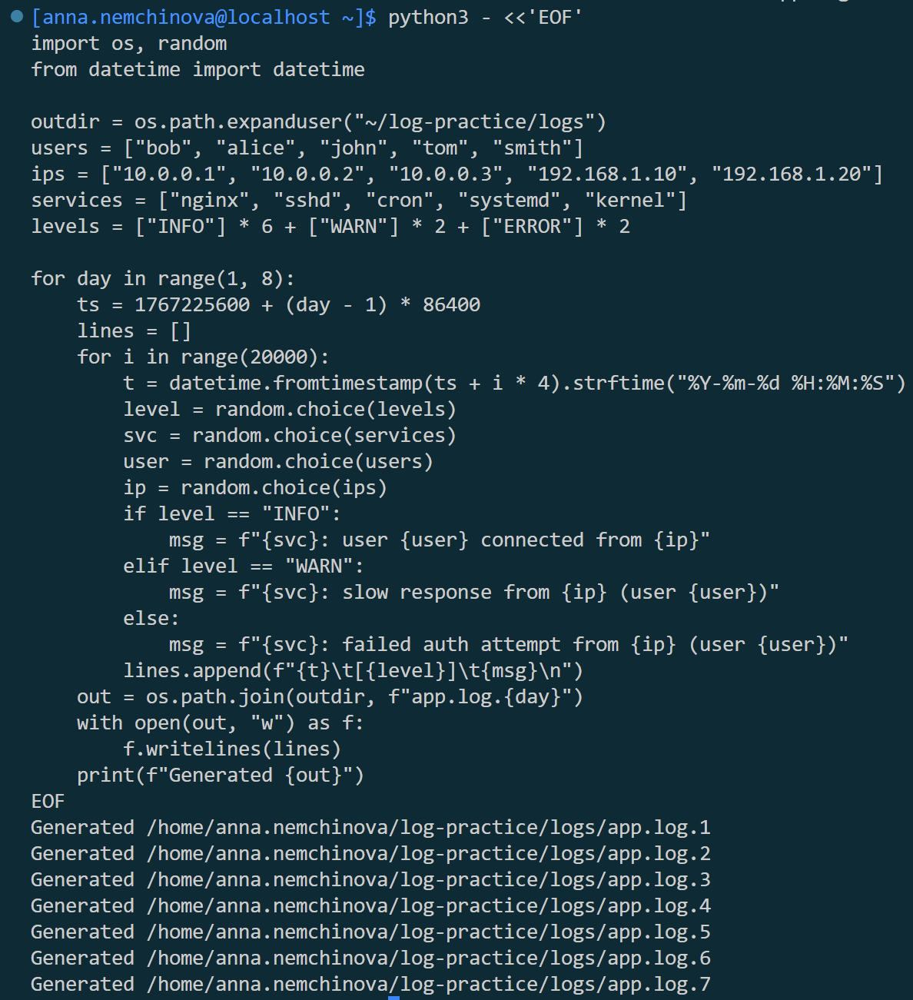 [anna.nemchinova@localhost ~]$ python3 - <<'EOF'
import os, random
from datetime import datetime

outdir = os.path.expanduser("~/log-practice/logs")
users = ["bob", "alice", "john", "tom", "smith"]
ips = ["10.0.0.1", "10.0.0.2", "10.0.0.3", "192.168.1.10", "192.168.1.20"]
services = ["nginx", "sshd", "cron", "systemd", "kernel"]
levels = ["INFO"] * 6 + ["WARN"] * 2 + ["ERROR"] * 2

for day in range(1, 8):
    ts = 1767225600 + (day - 1) * 86400
    lines = []
    for i in range(20000):
        t = datetime.fromtimestamp(ts + i * 4).strftime("%Y-%m-%d %H:%M:%S")
        level = random.choice(levels)
        svc = random.choice(services)
        user = random.choice(users)
        ip = random.choice(ips)
        if level == "INFO":
            msg = f"{svc}: user {user} connected from {ip}"
        elif level == "WARN":
            msg = f"{svc}: slow response from {ip} (user {user})"
        else:
            msg = f"{svc}: failed auth attempt from {ip} (user {user})"
        lines.append(f"{t}\t[{level}]\t{msg}\n")
    out = os.path.join(outdir, f"app.log.{day}")
    with open(out, "w") as f:
        f.writelines(lines)
    print(f"Generated {out}")
EOF
Generated /home/anna.nemchinova/log-practice/logs/app.log.1
Generated /home/anna.nemchinova/log-practice/logs/app.log.2
Generated /home/anna.nemchinova/log-practice/logs/app.log.3
Generated /home/anna.nemchinova/log-practice/logs/app.log.4
Generated /home/anna.nemchinova/log-practice/logs/app.log.5
Generated /home/anna.nemchinova/log-practice/logs/app.log.6
Generated /home/anna.nemchinova/log-practice/logs/app.log.7